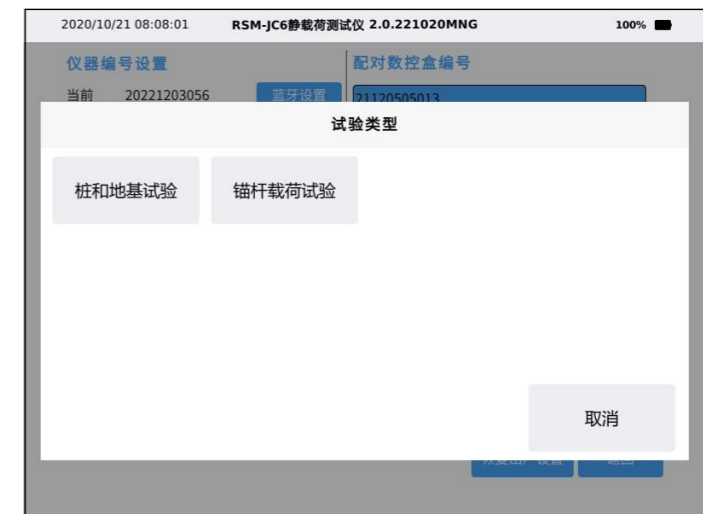 2020/10/21 08:08:01 RSM-JC6静载荷测试仪 2.0.221020MNG 100%
仪器编号设置 配对数控盒编号
当前 20221203056 蓝牙设置 21120505013
试验类型
桩和地基试验 锚杆载荷试验
取消